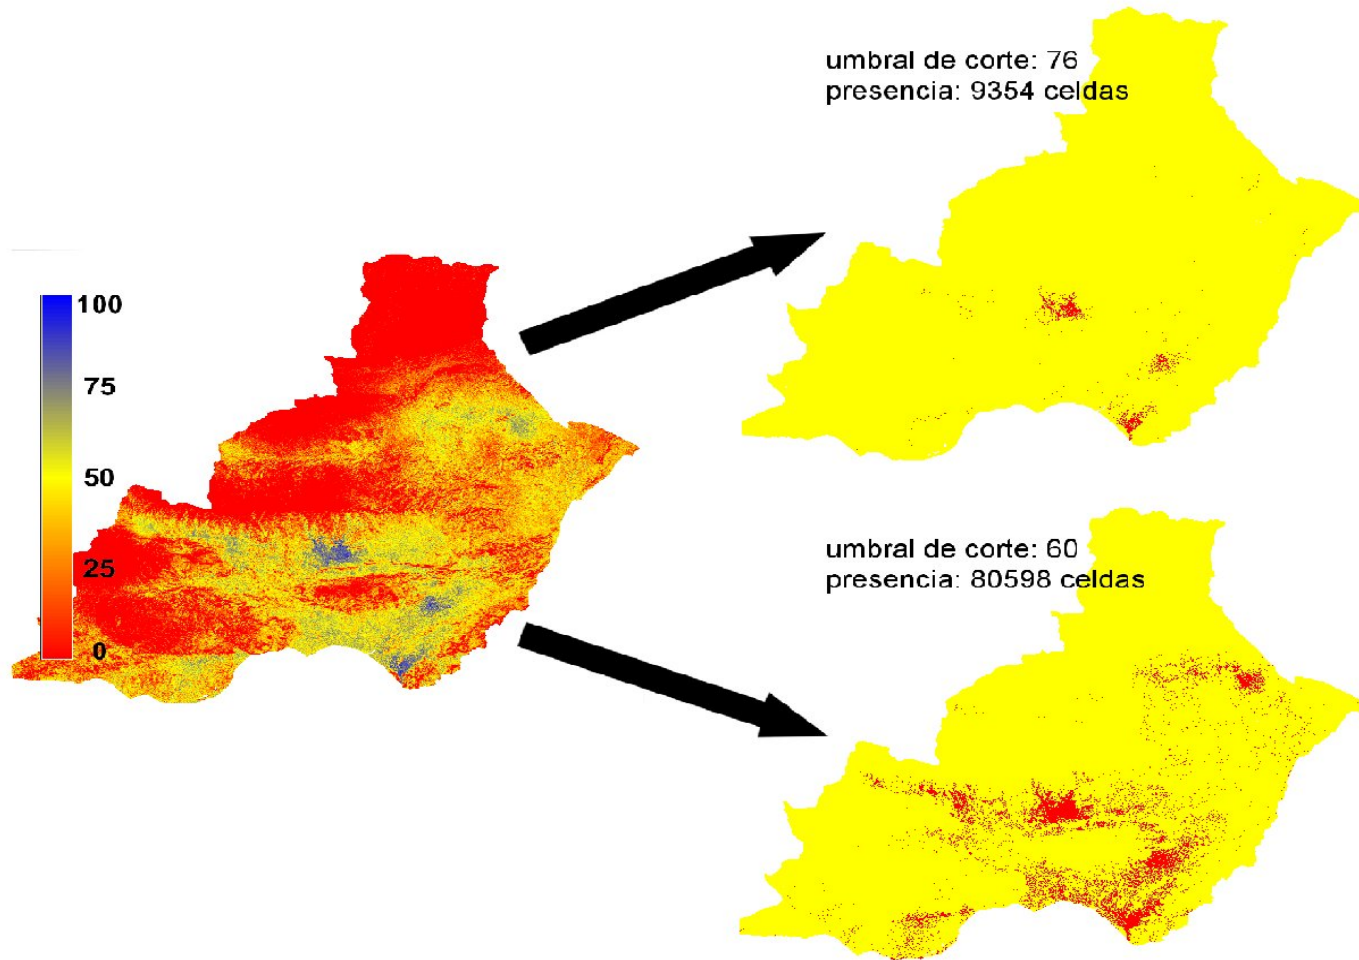 umbral de corte: 76
presencia: 9354 celdas
100
75
50
25
0
umbral de corte: 60
presencia: 80598 celdas